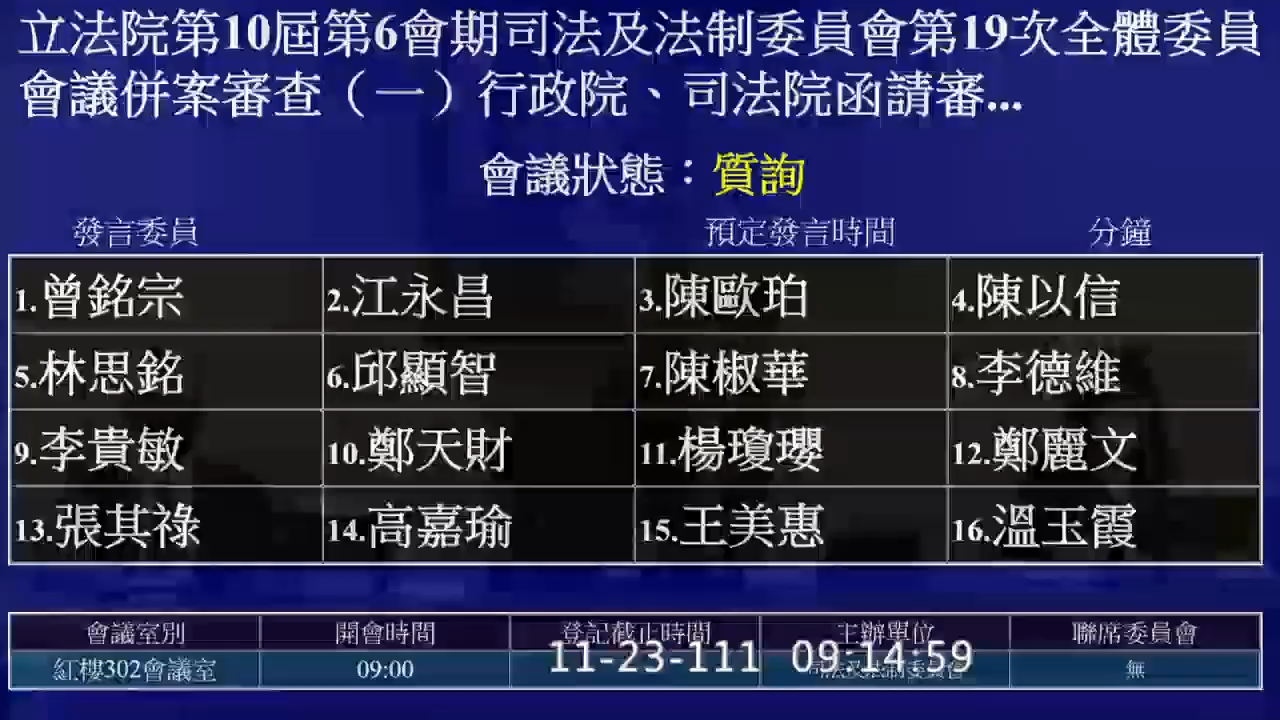 立法院第10屆第6會期司法及法制委員會第19次全體委員
會議併案審查（一）行政院、司法院函請審...
會議狀態：質詢
發言委員 預定發言時間 分鐘
1.曾銘宗 2.江永昌 3.陳歐珀 4.陳以信
5.林思銘 6.邱顯智 7.陳椒華 8.李德維
9.李貴敏 10.鄭天財 11.楊瓊瓔 12.鄭麗文
13.張其祿 14.高嘉瑜 15.王美惠 16.溫玉霞
會議室別 開會時間 登記截止時間 主辦單位 聯席委員會
紅樓302會議室 09:00 司法及法制委員會 無
11-23-111 09:14:59